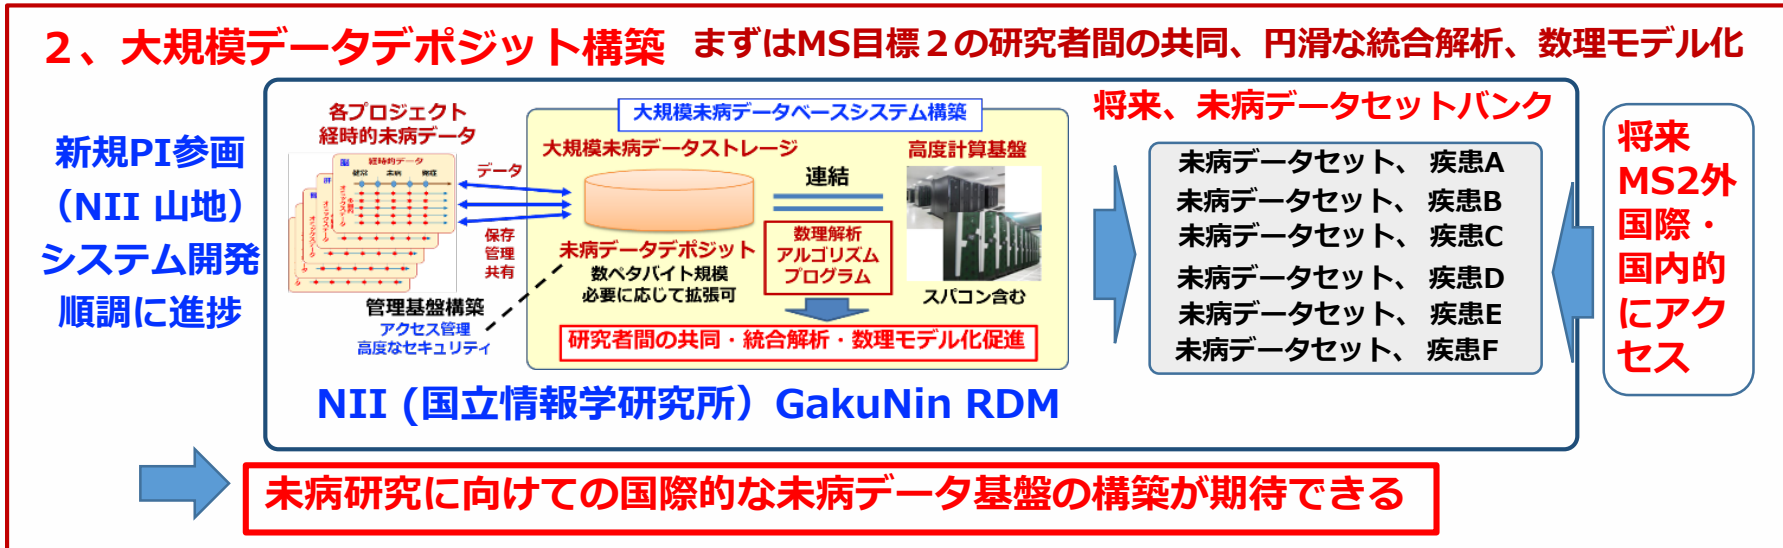 ２、大規模データデポジット構築 まずはMS目標２の研究者間の共同、円滑な統合解析、数理モデル化
新規PI参画
（NII 山地）
システム開発
順調に進捗
各プロジェクト
経時的未病データ
脳
経時的データ
健常 未病 発症
データ
保存
管理
共有
管理基盤構築
アクセス管理
高度なセキュリティ
大規模未病データベースシステム構築
大規模未病データストレージ
未病データデポジット
数ペタバイト規模
必要に応じて拡張可
連結
数理解析
アルゴリズム
プログラム
高度計算基盤
スパコン含む
研究者間の共同・統合解析・数理モデル化促進
NII (国立情報学研究所）GakuNin RDM
将来、未病データセットバンク
未病データセット、 疾患A
未病データセット、 疾患B
未病データセット、 疾患C
未病データセット、 疾患D
未病データセット、 疾患E
未病データセット、 疾患F
将来
MS2外
国際・
国内的
にアク
セス
未病研究に向けての国際的な未病データ基盤の構築が期待できる